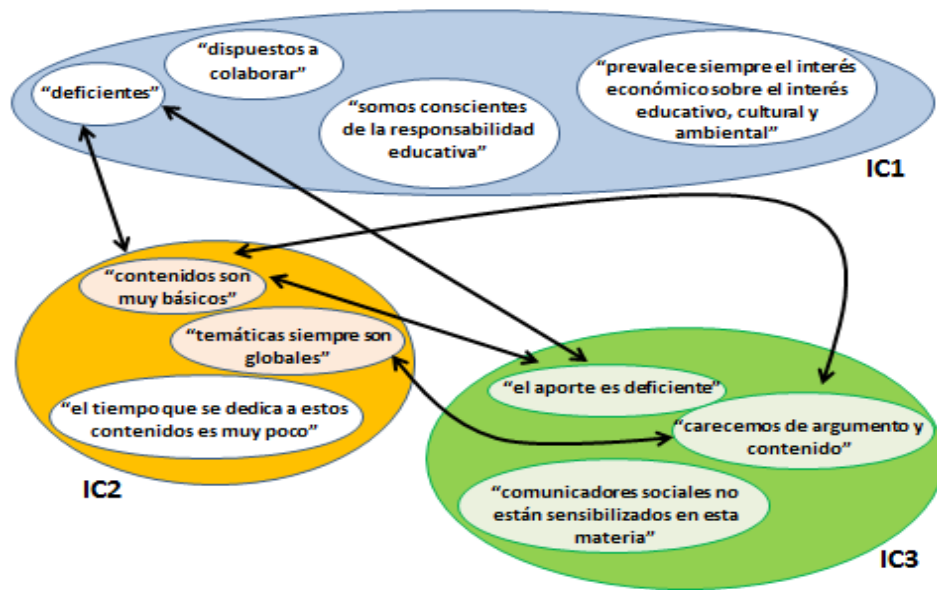 “dispuestos a
colaborar”
“deficientes”
“somos conscientes
de la responsabilidad
educativa”
“prevalece siempre el interés
económico sobre el interés
educativo, cultural y
ambiental”
IC1
“contenidos son
muy básicos”
“temáticas siempre son
globales”
“el tiempo que se dedica a estos
contenidos es muy poco”
IC2
“el aporte es deficiente”
“carecemos de argumento y
contenido”
“comunicadores sociales no
están sensibilizados en esta
materia”
IC3